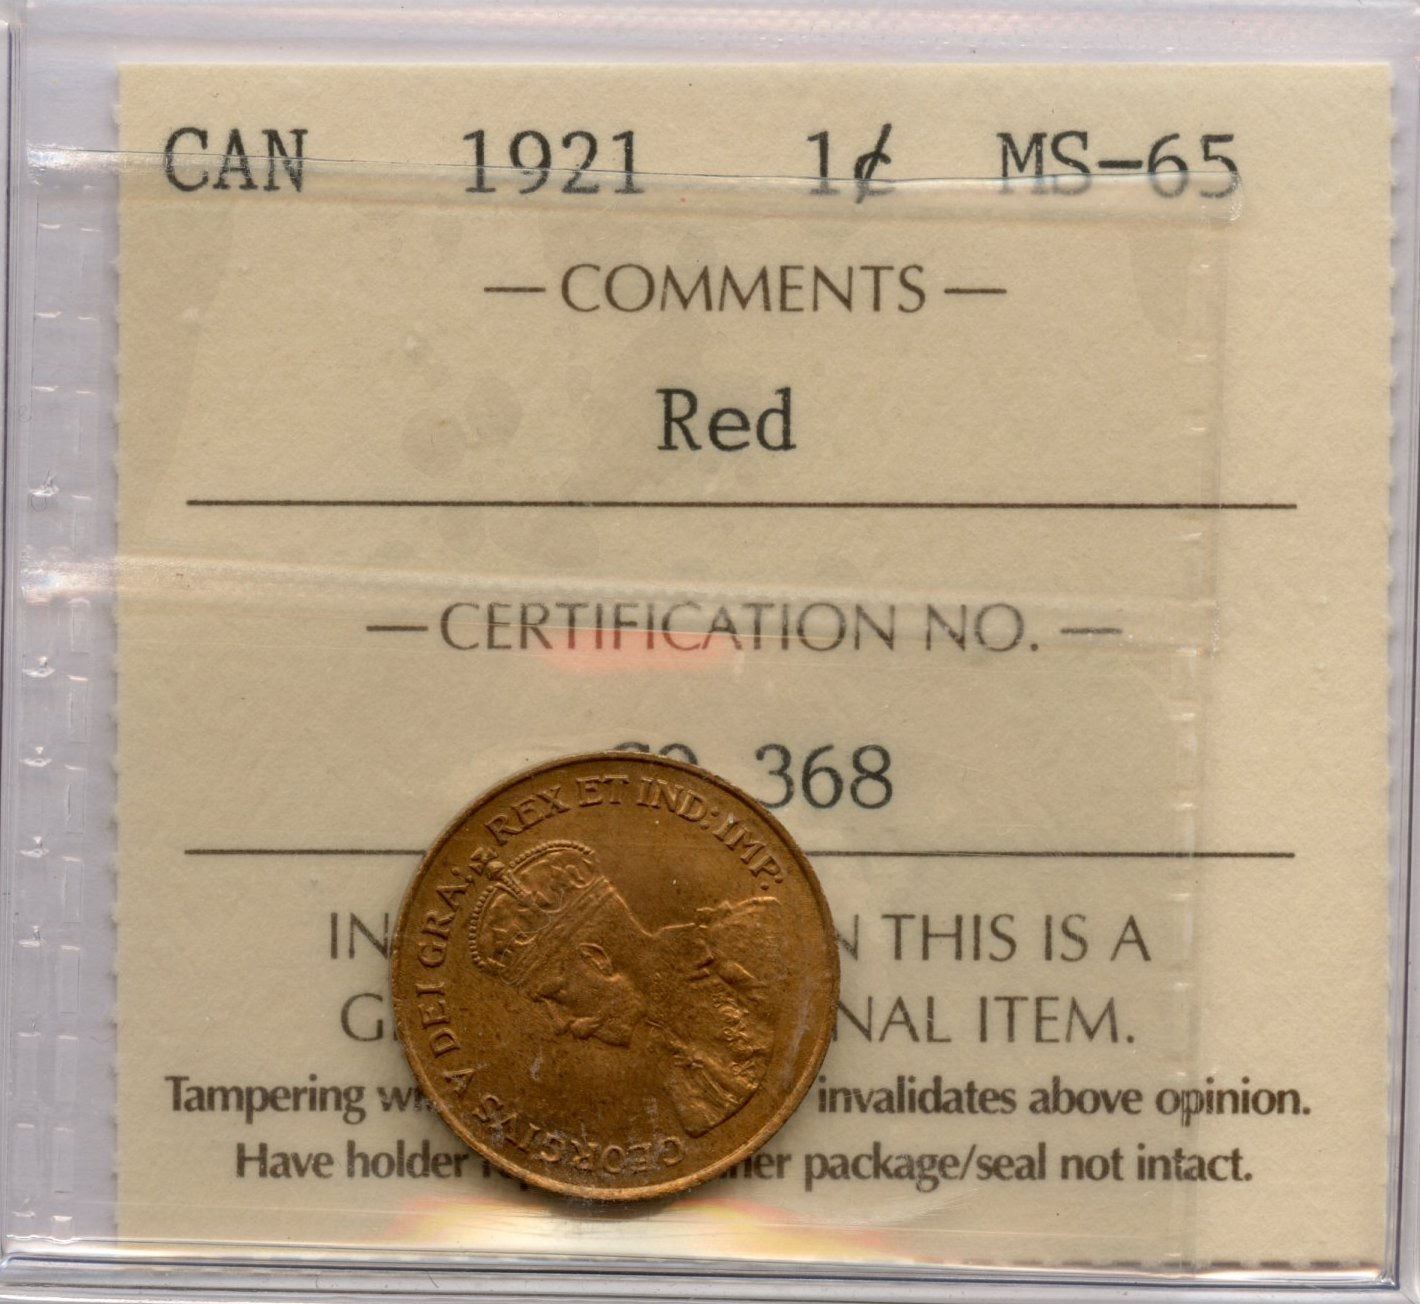 CAN 1921 1¢ MS-65
— COMMENTS —
Red
— CERTIFICATION NO. —
368
THIS IS A
ITEM.
Tampering invalidates above opinion.
Have holder package/seal not intact.
GEORGIVS V DEI GRA: REX ET IND: IMP: